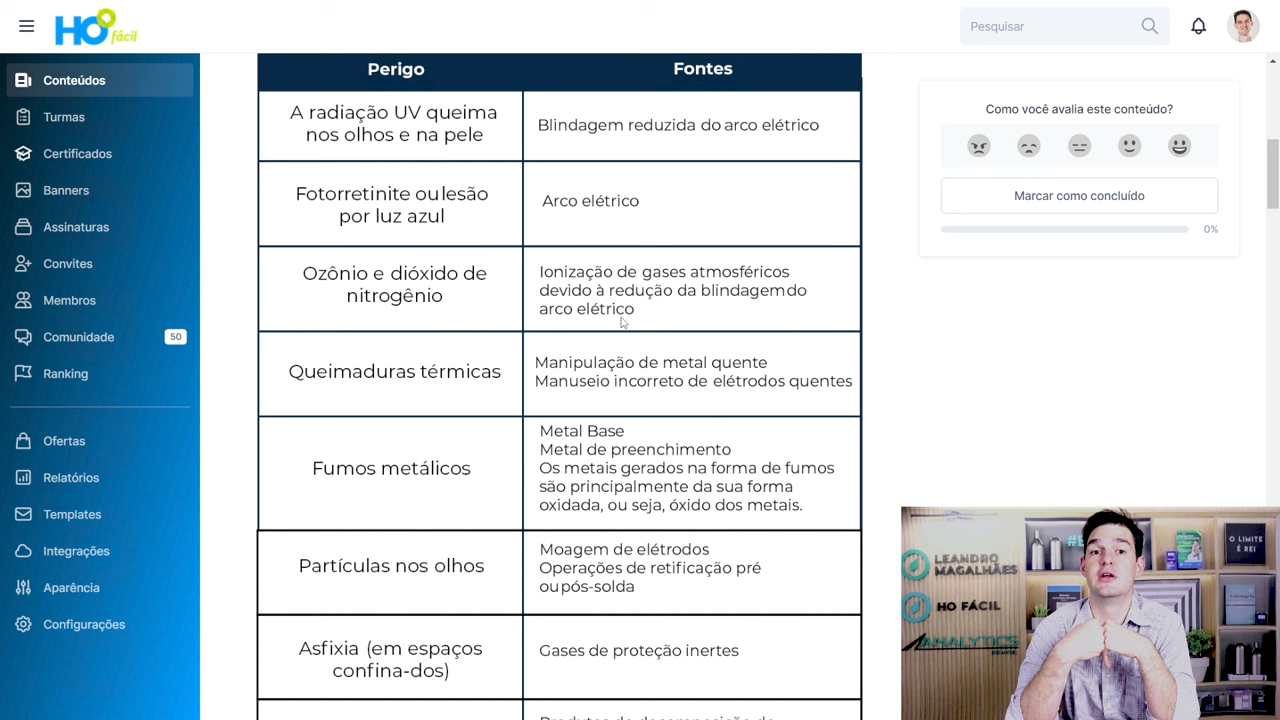 HO fácil
Pesquisar
Conteúdos
Turmas
Certificados
Banners
Assinaturas
Convites
Membros
Comunidade 50
Ranking
Ofertas
Relatórios
Templates
Integrações
Aparência
Configurações
Perigo Fontes
A radiação UV queima
nos olhos e na pele
Blindagem reduzida do arco elétrico
Fotorretinite ou lesão
por luz azul
Arco elétrico
Ozônio e dióxido de
nitrogênio
Ionização de gases atmosféricos
devido à redução da blindagemdo
arco elétrico
Queimaduras térmicas
Manipulação de metal quente
Manuseio incorreto de elétrodos quentes
Fumos metálicos
Metal Base
Metal de preenchimento
Os metais gerados na forma de fumos
são principalmente da sua forma
oxidada, ou seja, óxido dos metais.
Partículas nos olhos
Moagem de elétrodos
Operações de retificação pré
ou pós-solda
Asfixia (em espaços
confina-dos)
Gases de proteção inertes
Como você avalia este conteúdo?
Marcar como concluído
0%
LEANDRO
MAGALHÃES
HO FÁCIL
ANALYTICS
O LIMITE
É REI